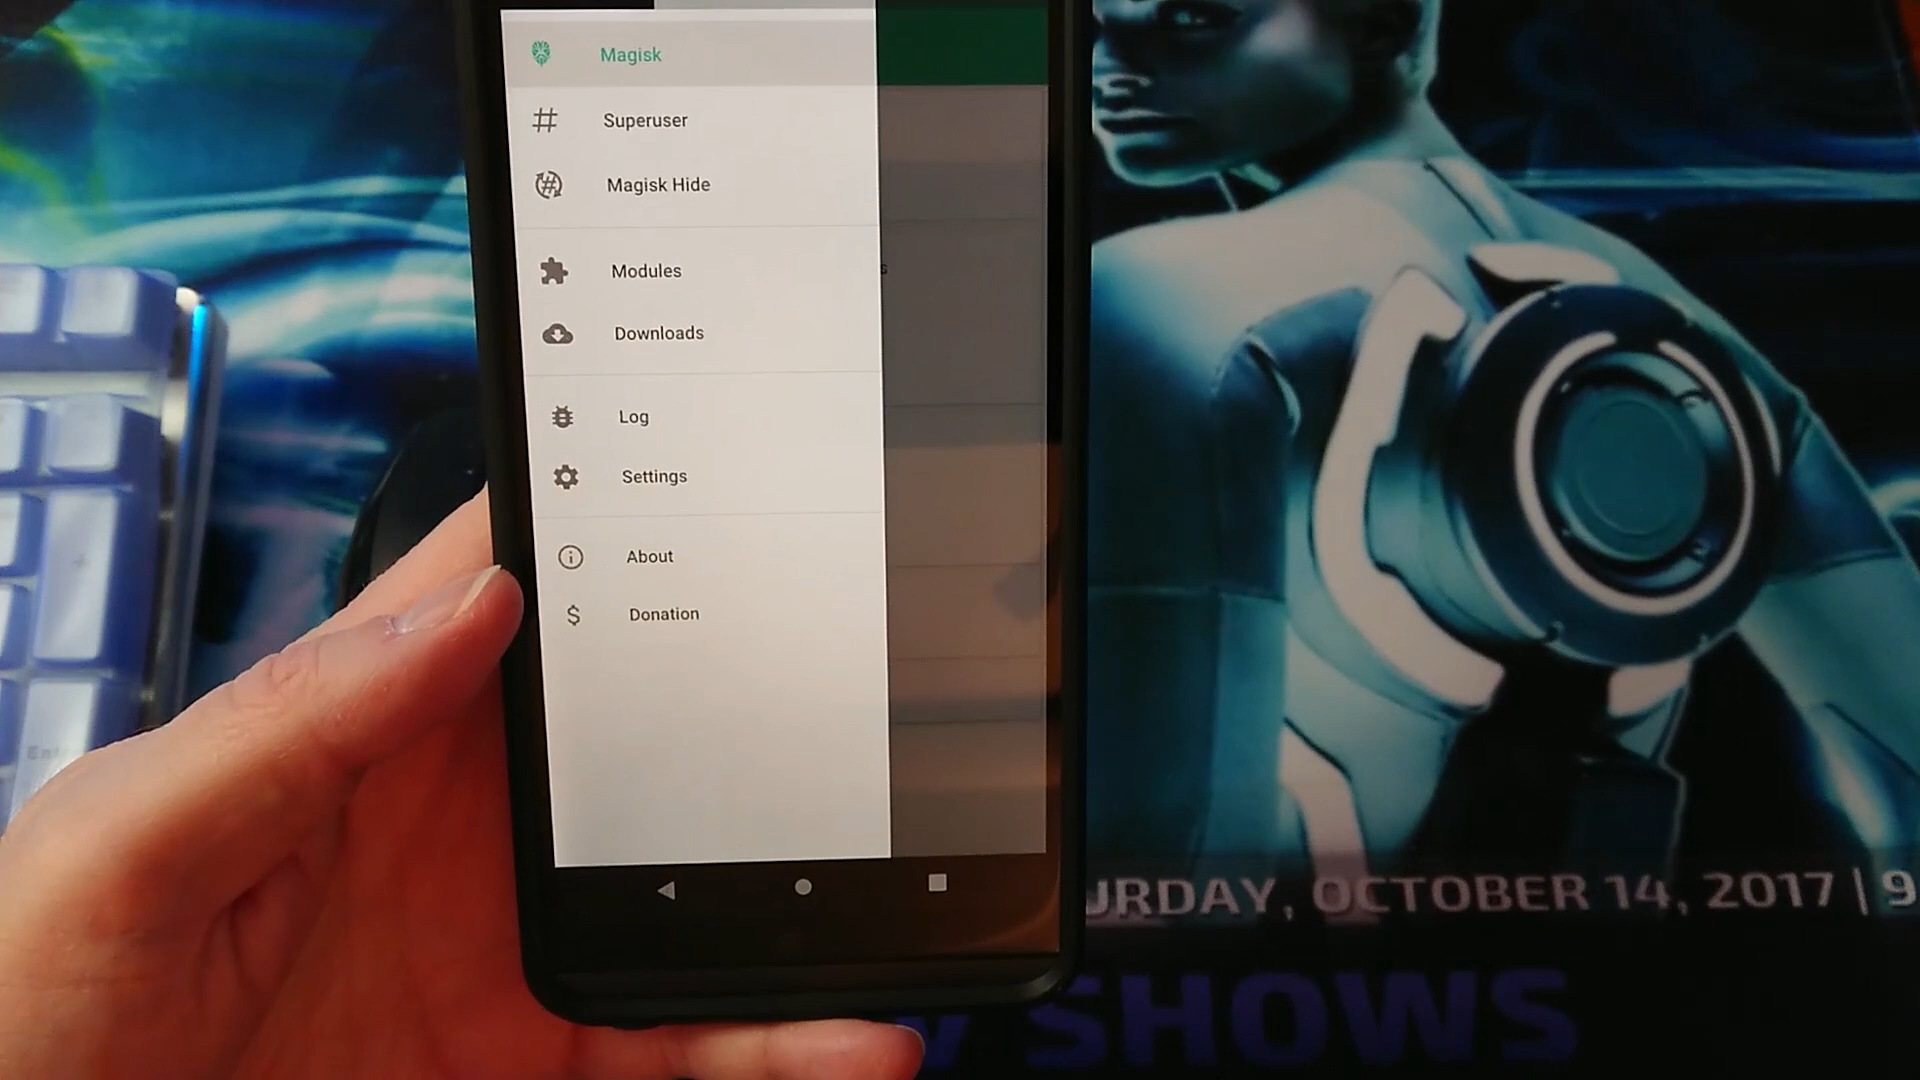 Magisk
Superuser
Magisk Hide
Modules
Downloads
Log
Settings
About
Donation
URDAY, OCTOBER 14, 2017 | 9
SHOWS